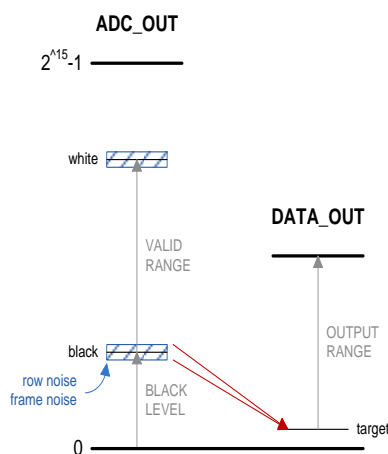 ADC_OUT
2^15-1
white
DATA_OUT
VALID
RANGE
OUTPUT
RANGE
black
row noise
frame noise
BLACK
LEVEL
target
0